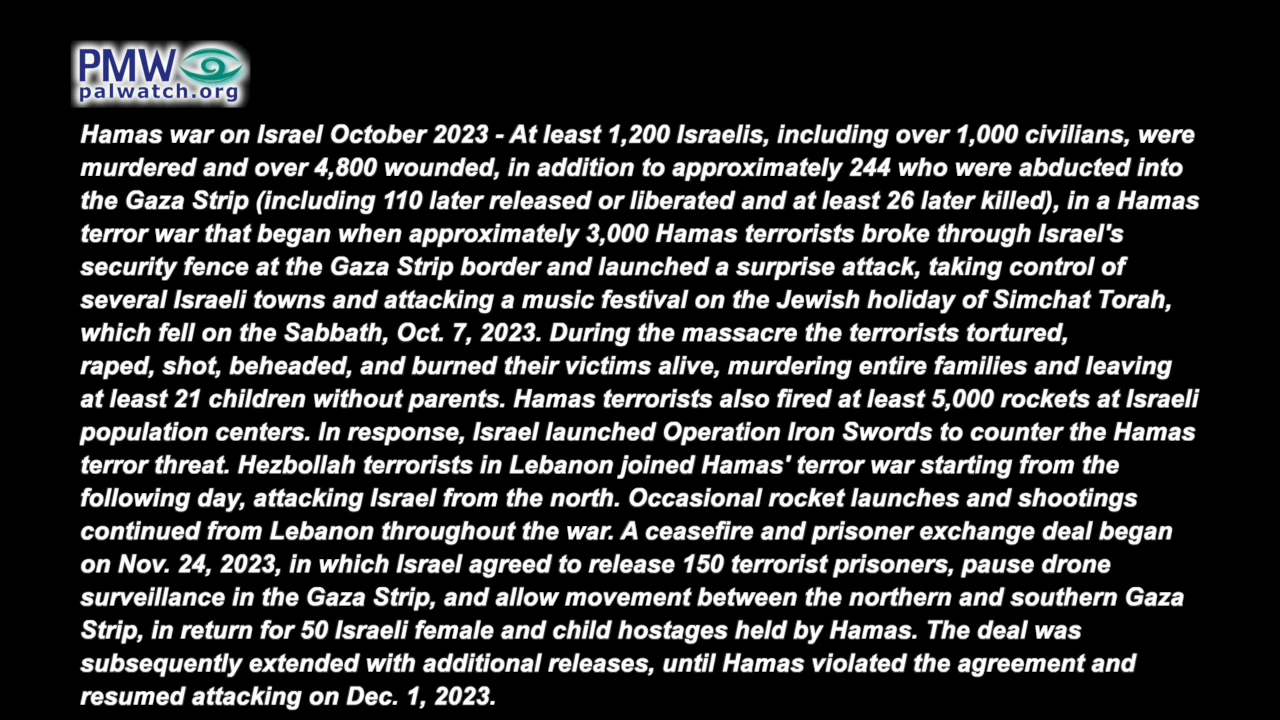 PMW
palwatch.org
Hamas war on Israel October 2023 - At least 1,200 Israelis, including over 1,000 civilians, were
murdered and over 4,800 wounded, in addition to approximately 244 who were abducted into
the Gaza Strip (including 110 later released or liberated and at least 26 later killed), in a Hamas
terror war that began when approximately 3,000 Hamas terrorists broke through Israel's
security fence at the Gaza Strip border and launched a surprise attack, taking control of
several Israeli towns and attacking a music festival on the Jewish holiday of Simchat Torah,
which fell on the Sabbath, Oct. 7, 2023. During the massacre the terrorists tortured,
raped, shot, beheaded, and burned their victims alive, murdering entire families and leaving
at least 21 children without parents. Hamas terrorists also fired at least 5,000 rockets at Israeli
population centers. In response, Israel launched Operation Iron Swords to counter the Hamas
terror threat. Hezbollah terrorists in Lebanon joined Hamas' terror war starting from the
following day, attacking Israel from the north. Occasional rocket launches and shootings
continued from Lebanon throughout the war. A ceasefire and prisoner exchange deal began
on Nov. 24, 2023, in which Israel agreed to release 150 terrorist prisoners, pause drone
surveillance in the Gaza Strip, and allow movement between the northern and southern Gaza
Strip, in return for 50 Israeli female and child hostages held by Hamas. The deal was
subsequently extended with additional releases, until Hamas violated the agreement and
resumed attacking on Dec. 1, 2023.